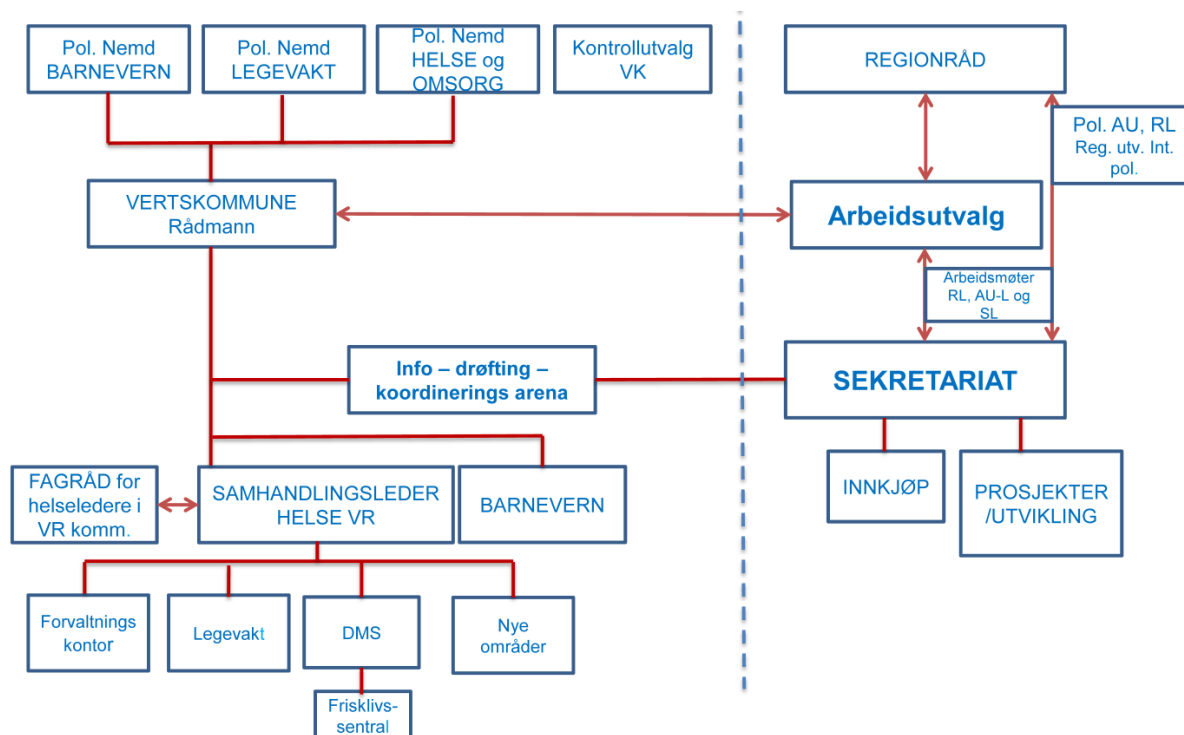 Pol. Nemd
BARNEVERN
Pol. Nemd
LEGEVAKT
Pol. Nemd
HELSE og
OMSORG
Kontrollutvalg
VK
REGIONRÅD
Pol. AU, RL
Reg. utv. Int.
pol.
VERTSKOMMUNE
Rådmann
Arbeidsutvalg
Arbeidsmøter
RL, AU-L og
SL
Info – drøfting –
koordinerings arena
SEKRETARIAT
FAGRÅD for
helseledere i
VR komm.
SAMHANDLINGSLEDER
HELSE VR
BARNEVERN
INNKJØP
PROSJEKTER
/UTVIKLING
Forvaltnings
kontor
Legevakt
DMS
Nye
områder
Frisklivs-
sentral